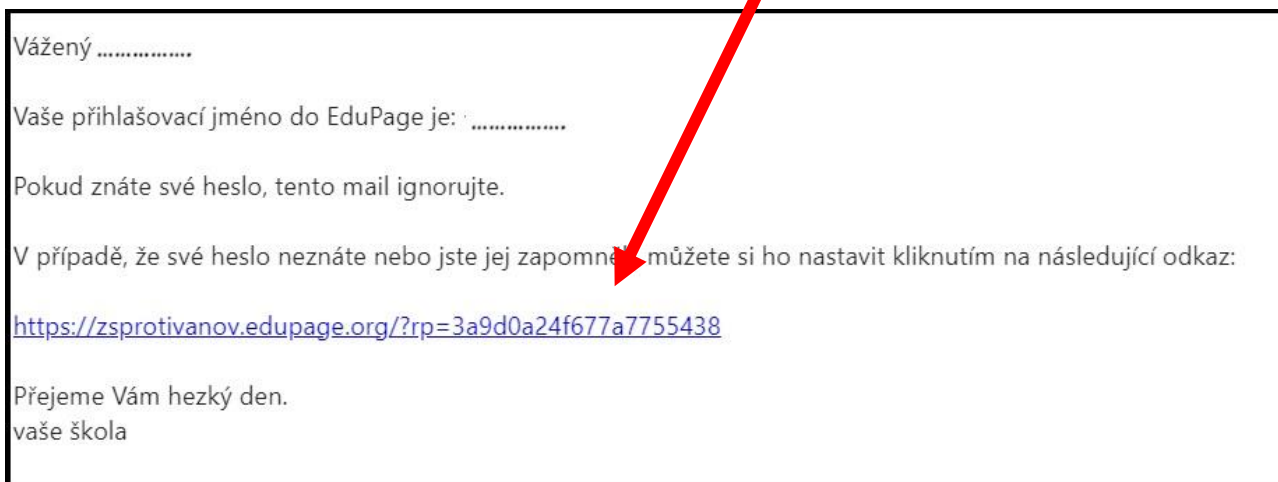 Vážený ................
Vaše přihlašovací jméno do EduPage je: ................
Pokud znáte své heslo, tento mail ignorujte.
V případě, že své heslo neznáte nebo jste jej můžete si ho nastavit kliknutím na následující odkaz:
https://zsprotivanov.edupage.org/?rp=3a9d0a24f677a7755438
Přejeme Vám hezký den.
vaše škola